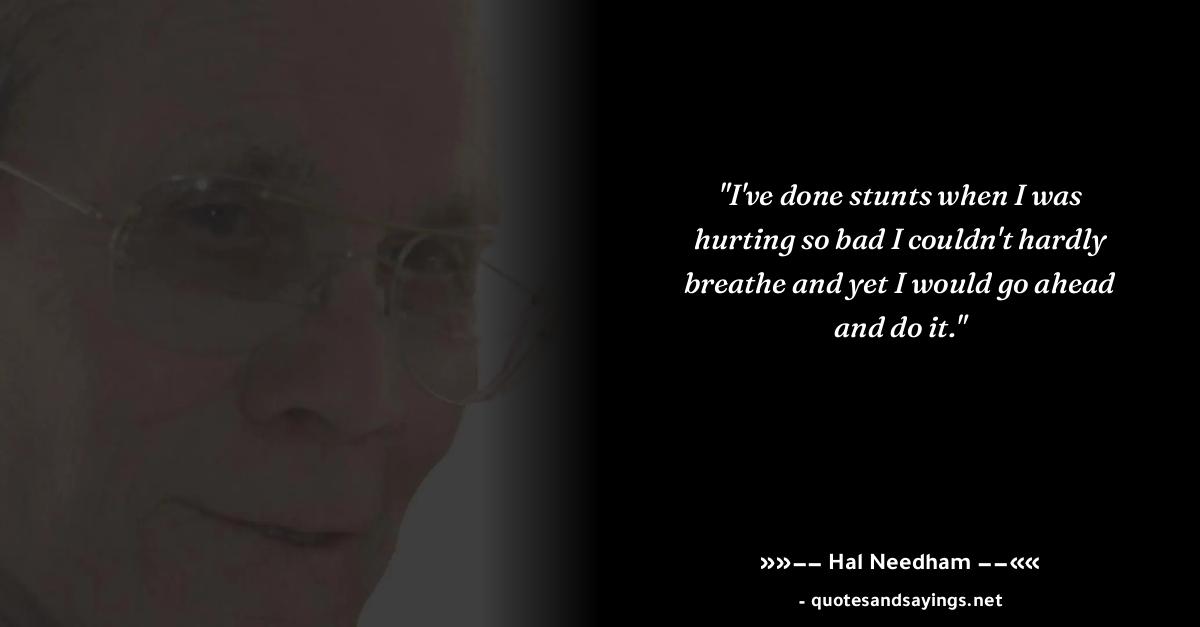 "I've done stunts when I was
hurting so bad I couldn't hardly
breathe and yet I would go ahead
and do it."
»»–– Hal Needham ––««
- quotesandsayings.net